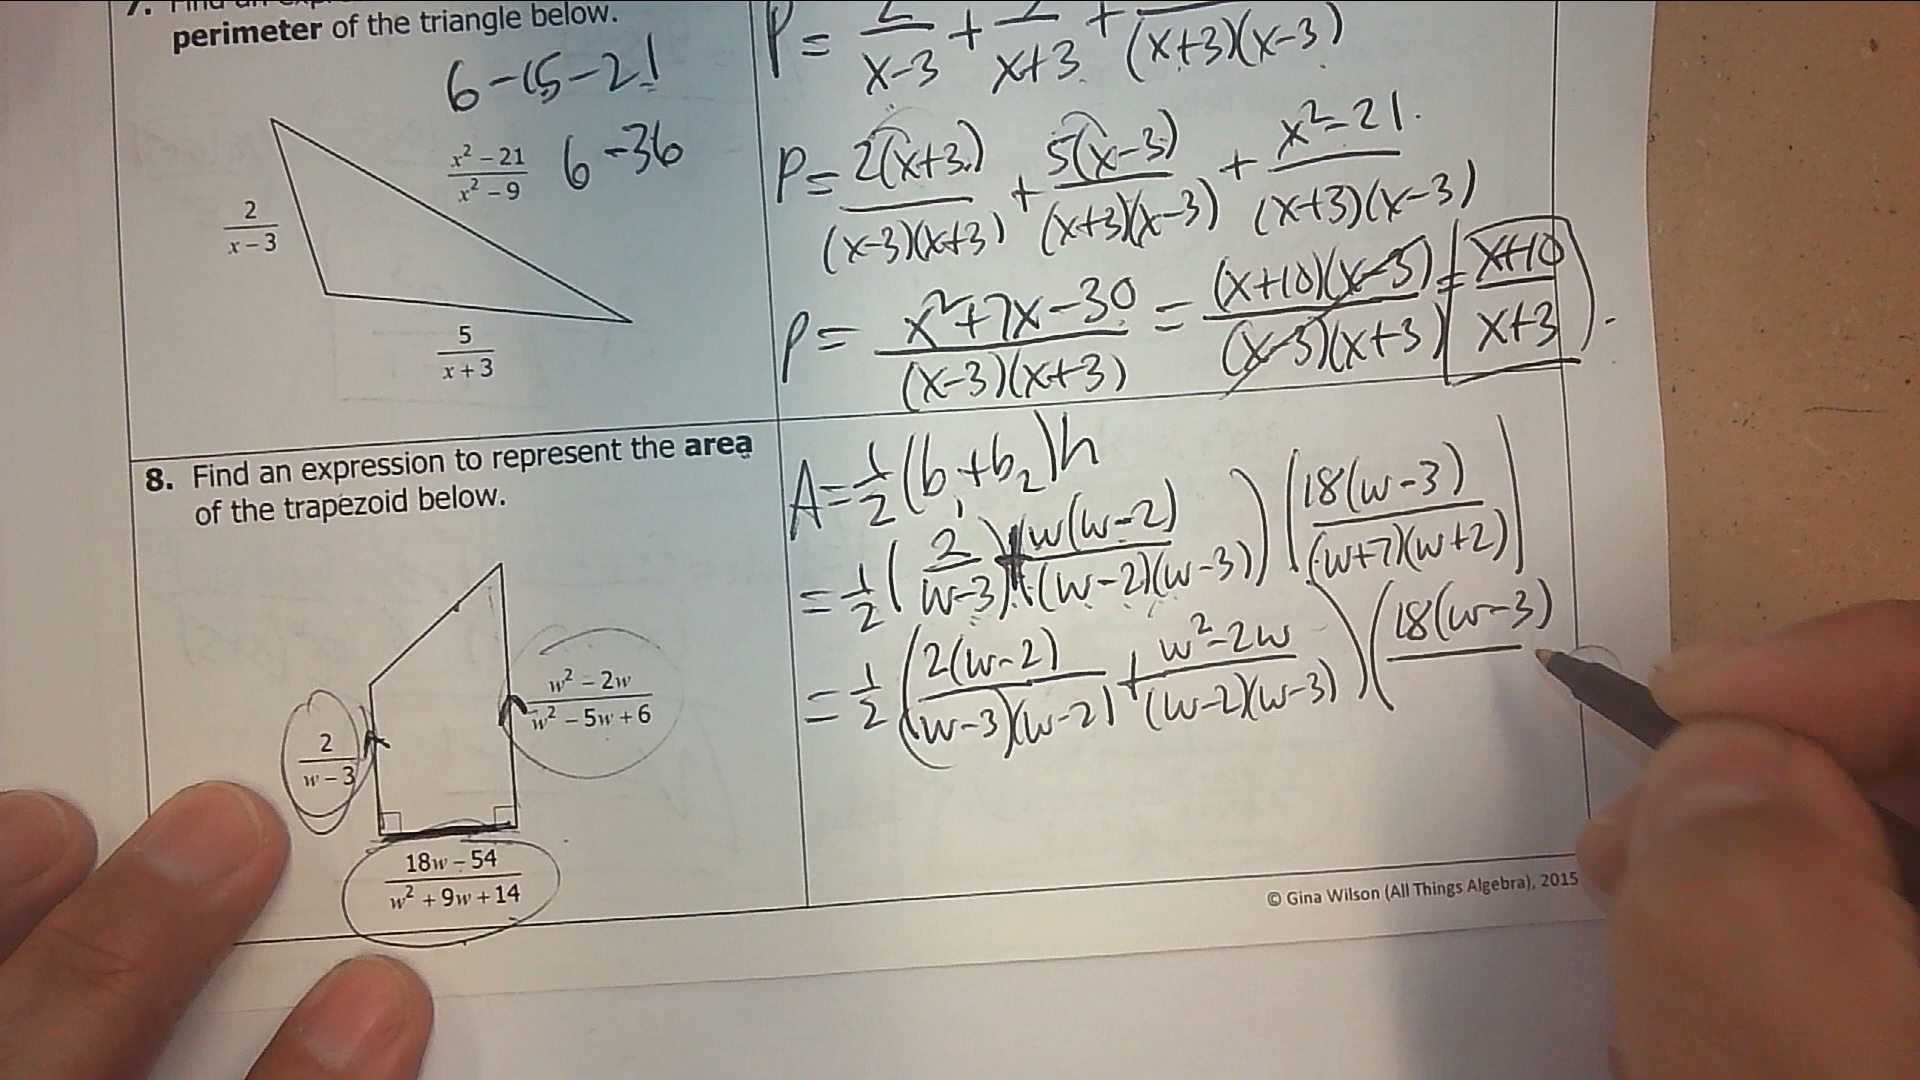 perimeter of the triangle below.
6-15-21
6-36
x² - 21
x² - 9
2
x - 3
5
x + 3
P = 2/x-3 + /x+3 + /(x+3)(x-3)
P = 2(x+3)/(x-3)(x+3) + 5(x-3)/(x+3)(x-3) + x²-21/(x+3)(x-3)
P = x²+7x-30/(x-3)(x+3) = (x+10)(x-3)/(x-3)(x+3) = x+10/x+3
8. Find an expression to represent the area
of the trapezoid below.
2
w - 3
w² - 2w
w² - 5w + 6
18w - 54
w² + 9w + 14
A = 1/2 (b₁+b₂)h
= 1/2 (2/w-3) + (w(w-2)/(w-2)(w-3)) (18(w-3)/(w+7)(w+2))
= 1/2 (2(w-2)/(w-3)(w-2) + w²-2w/(w-2)(w-3)) (18(w-3)
© Gina Wilson (All Things Algebra), 2015